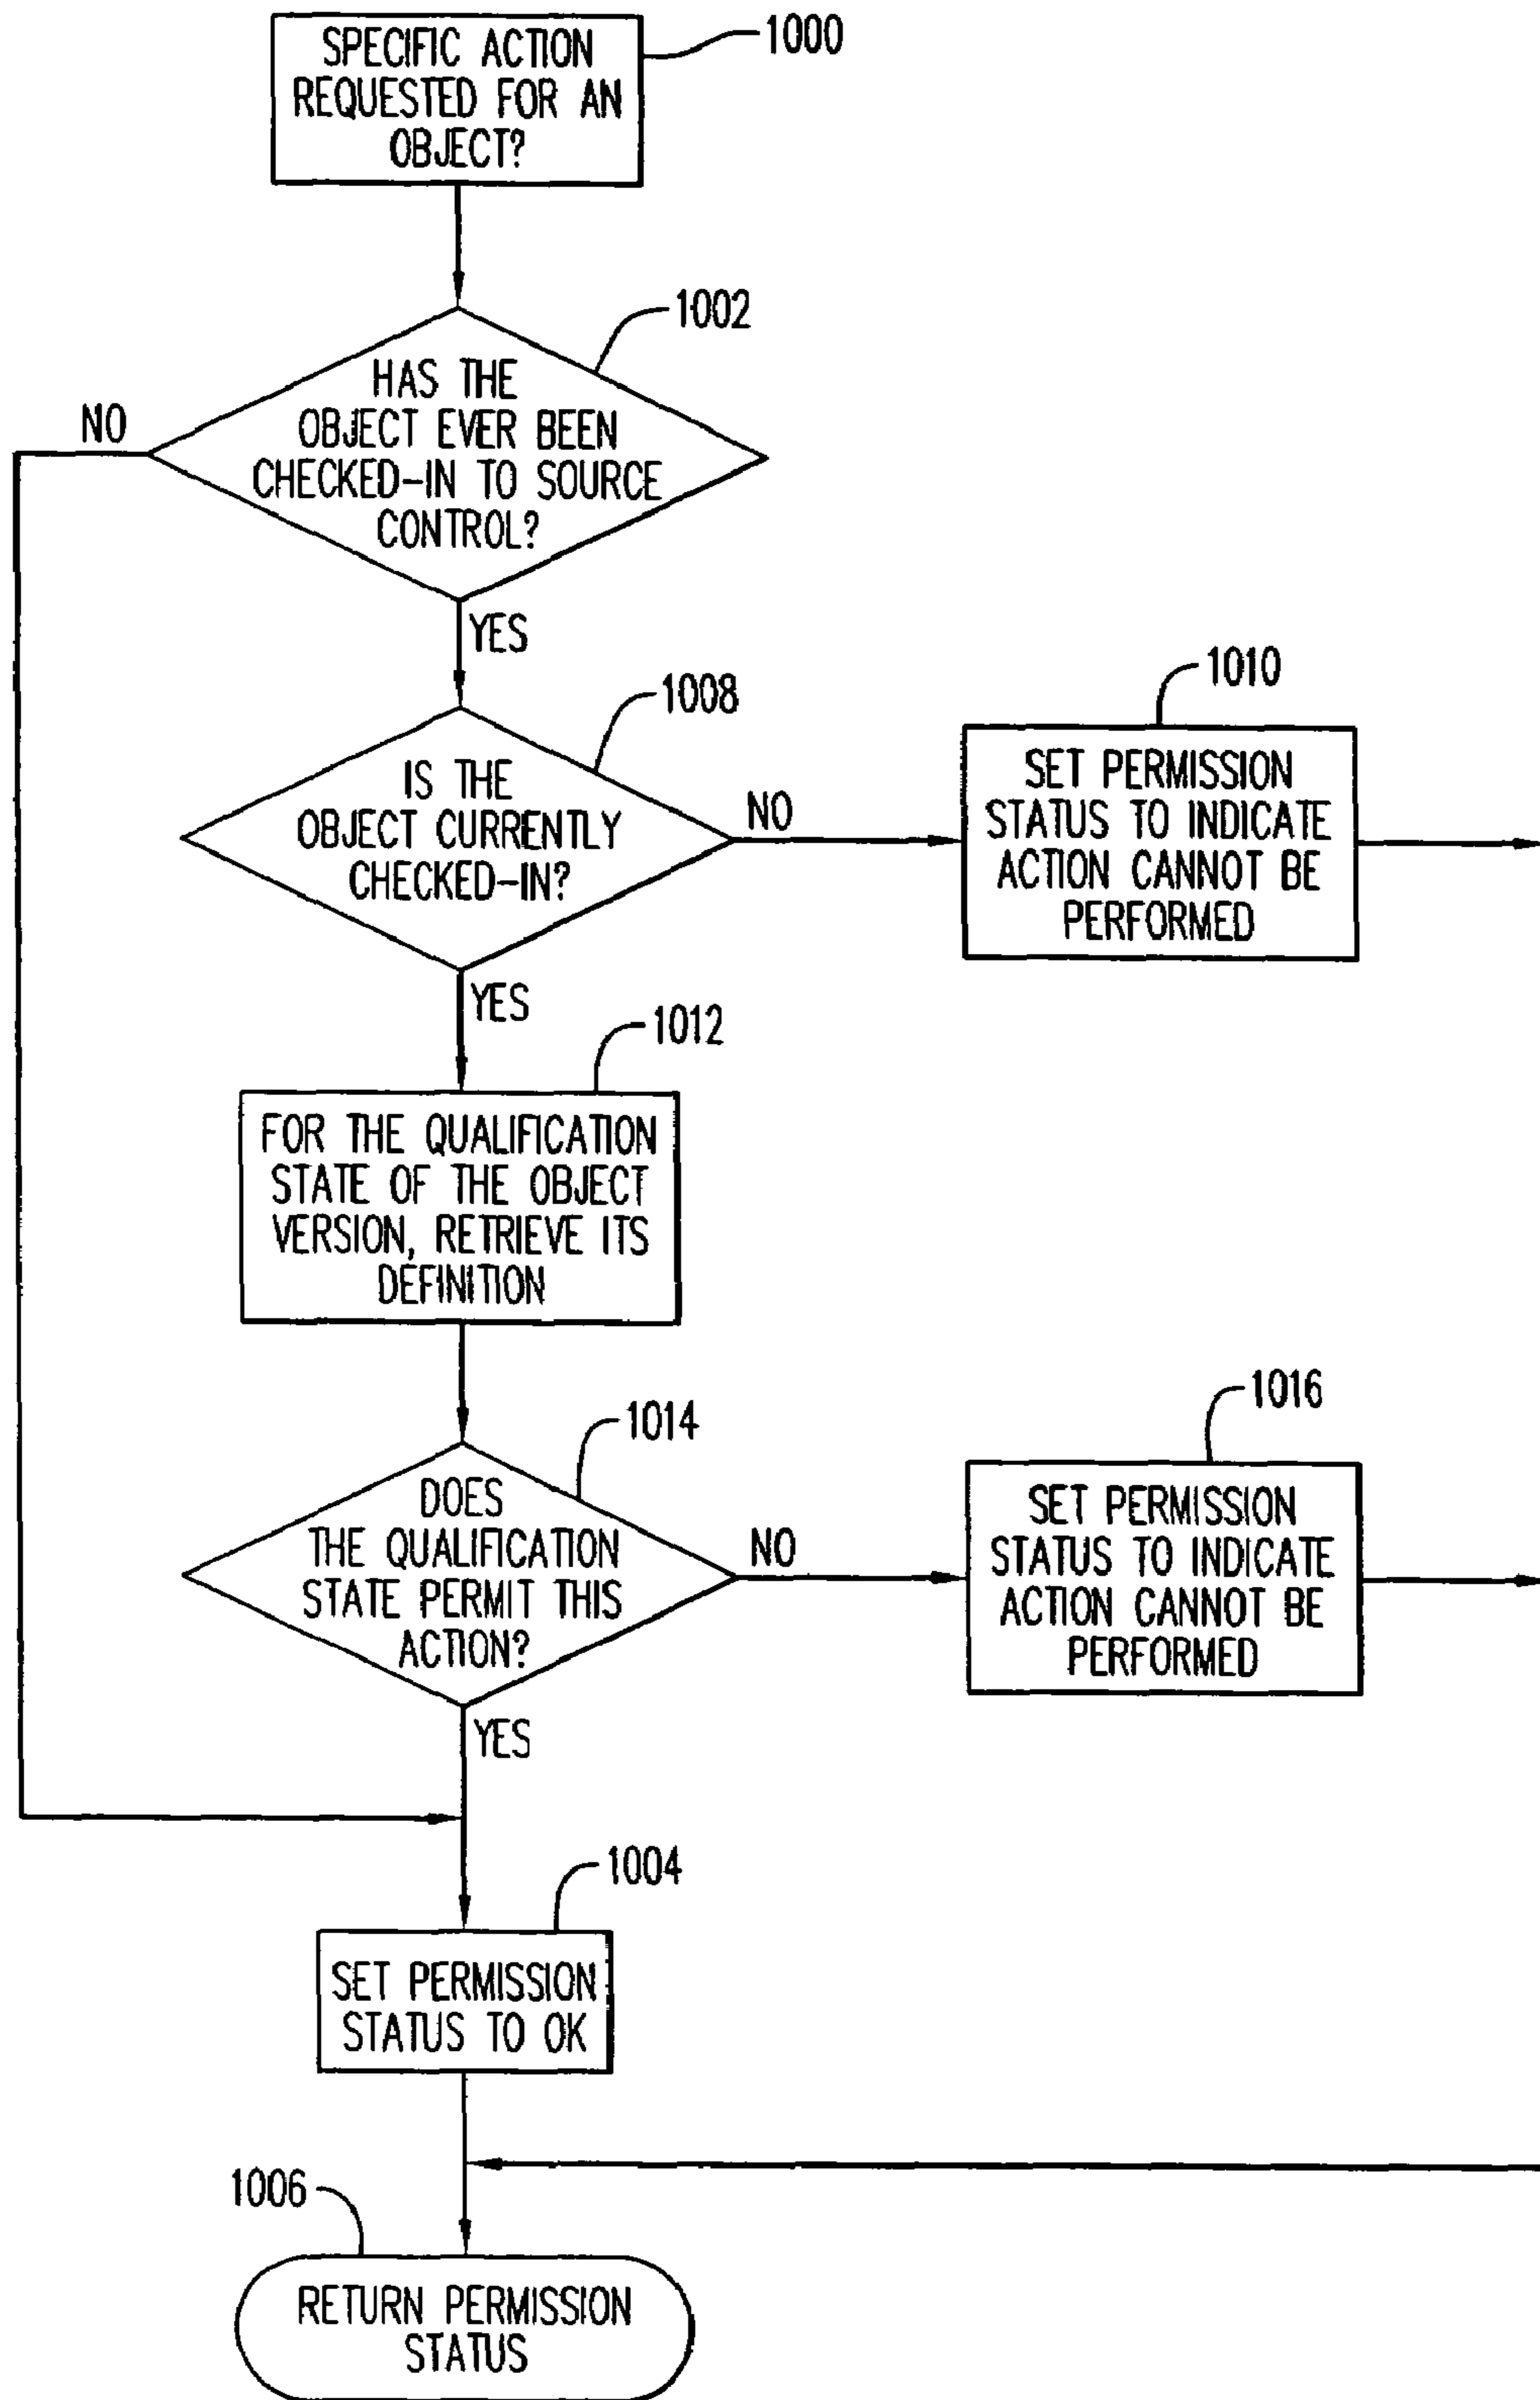 SPECIFIC ACTION
REQUESTED FOR AN
OBJECT?
1000
1002
HAS THE
OBJECT EVER BEEN
CHECKED-IN TO SOURCE
CONTROL?
NO
YES
1008
IS THE
OBJECT CURRENTLY
CHECKED-IN?
NO
1010
SET PERMISSION
STATUS TO INDICATE
ACTION CANNOT BE
PERFORMED
YES
1012
FOR THE QUALIFICATION
STATE OF THE OBJECT
VERSION, RETRIEVE ITS
DEFINITION
1014
DOES
THE QUALIFICATION
STATE PERMIT THIS
ACTION?
NO
1016
SET PERMISSION
STATUS TO INDICATE
ACTION CANNOT BE
PERFORMED
YES
1004
SET PERMISSION
STATUS TO OK
1006
RETURN PERMISSION
STATUS